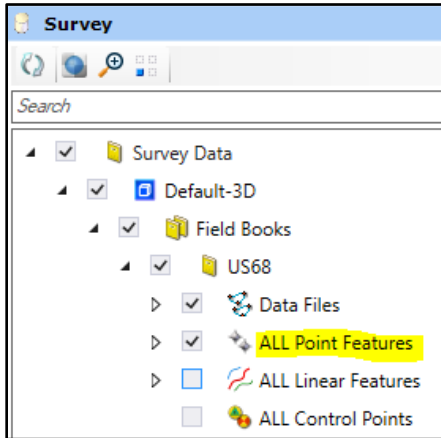 Survey
Search
Survey Data
Default-3D
Field Books
US68
Data Files
ALL Point Features
ALL Linear Features
ALL Control Points